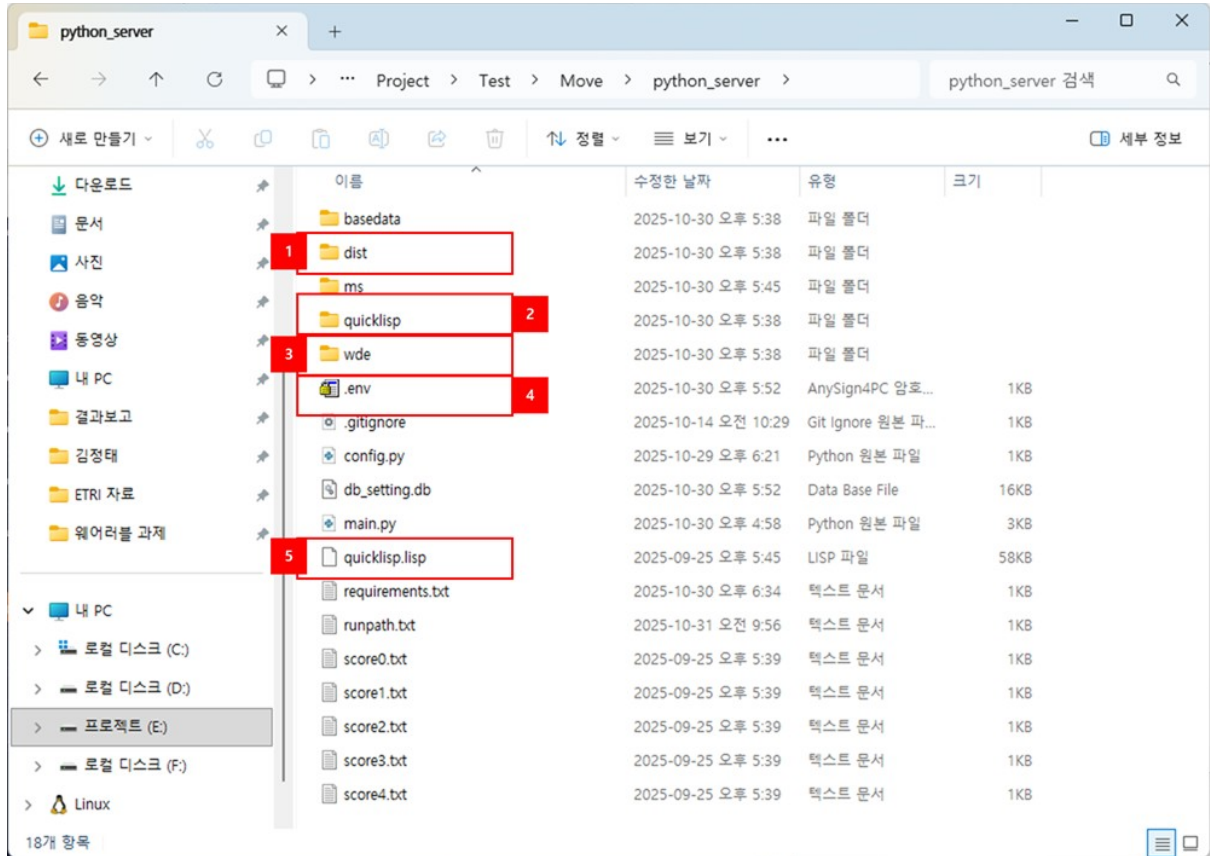 python_server
Project > Test > Move > python_server >
python_server 검색
새로 만들기
정렬
보기
세부 정보
이름
수정한 날짜
유형
크기
다운로드
문서
사진
음악
동영상
내 PC
결과보고
김정태
ETRI 자료
웨어러블 과제
내 PC
로컬 디스크 (C:)
로컬 디스크 (D:)
프로젝트 (E:)
로컬 디스크 (F:)
Linux
basedata 2025-10-30 오후 5:38 파일 폴더
1 dist 2025-10-30 오후 5:38 파일 폴더
ms 2025-10-30 오후 5:45 파일 폴더
quicklisp 2 2025-10-30 오후 5:38 파일 폴더
3 wde 2025-10-30 오후 5:38 파일 폴더
.env 4 2025-10-30 오후 5:52 AnySign4PC 암호... 1KB
.gitignore 2025-10-14 오전 10:29 Git Ignore 원본 파... 1KB
config.py 2025-10-29 오후 6:21 Python 원본 파일 1KB
db_setting.db 2025-10-30 오후 5:52 Data Base File 16KB
main.py 2025-10-30 오후 4:58 Python 원본 파일 3KB
5 quicklisp.lisp 2025-09-25 오후 5:45 LISP 파일 58KB
requirements.txt 2025-10-30 오후 6:34 텍스트 문서 1KB
runpath.txt 2025-10-31 오전 9:56 텍스트 문서 1KB
score0.txt 2025-09-25 오후 5:39 텍스트 문서 1KB
score1.txt 2025-09-25 오후 5:39 텍스트 문서 1KB
score2.txt 2025-09-25 오후 5:39 텍스트 문서 1KB
score3.txt 2025-09-25 오후 5:39 텍스트 문서 1KB
score4.txt 2025-09-25 오후 5:39 텍스트 문서 1KB
18개 항목